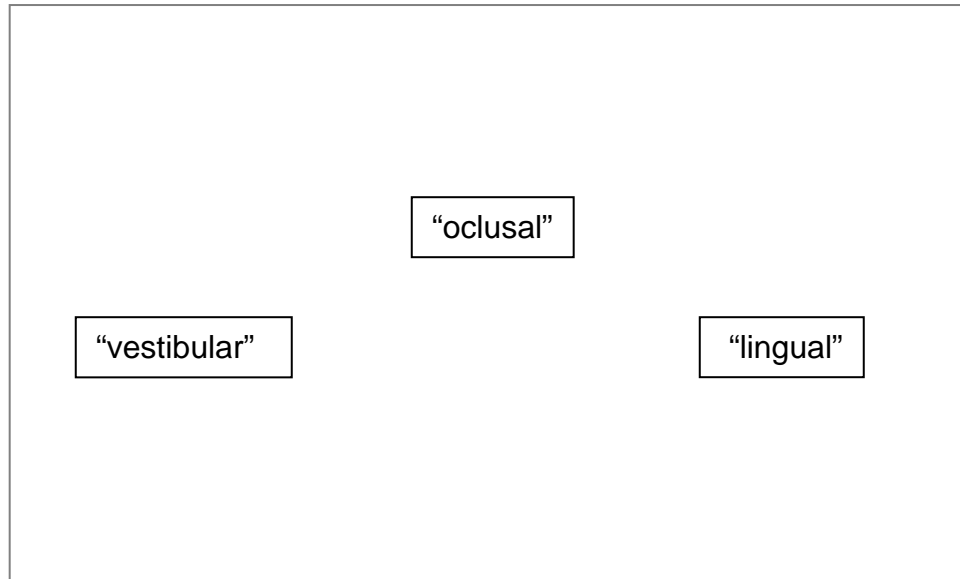 “oclusal”
“vestibular”
“lingual”